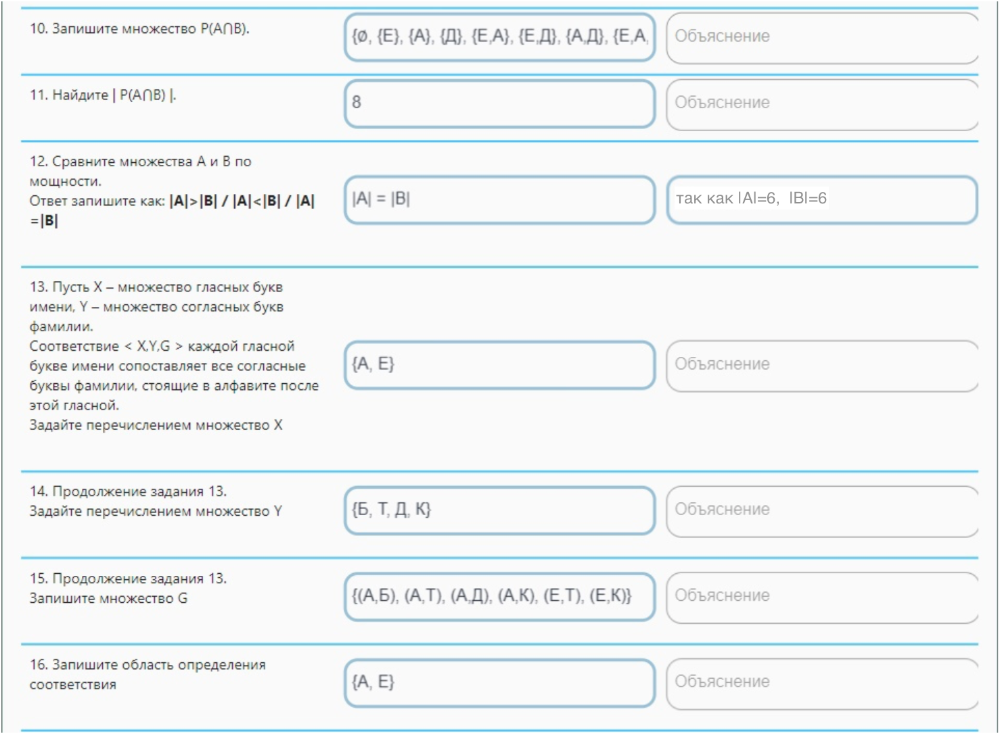 10. Запишите множество P(A∩B).
{ø, {Е}, {А}, {Д}, {Е,А}, {Е,Д}, {А,Д}, {Е,А,
Объяснение
11. Найдите | P(A∩B) |.
8
Объяснение
12. Сравните множества A и B по
мощности.
Ответ запишите как: |A|>|B| / |A|<|B| / |A|
=|B|
|A| = |B|
так как |A|=6, |B|=6
13. Пусть X – множество гласных букв
имени, Y – множество согласных букв
фамилии.
Соответствие < X,Y,G > каждой гласной
букве имени сопоставляет все согласные
буквы фамилии, стоящие в алфавите после
этой гласной.
Задайте перечислением множество X
{А, Е}
Объяснение
14. Продолжение задания 13.
Задайте перечислением множество Y
{Б, Т, Д, К}
Объяснение
15. Продолжение задания 13.
Запишите множество G
{(А,Б), (А,Т), (А,Д), (А,К), (Е,Т), (Е,К)}
Объяснение
16. Запишите область определения
соответствия
{А, Е}
Объяснение